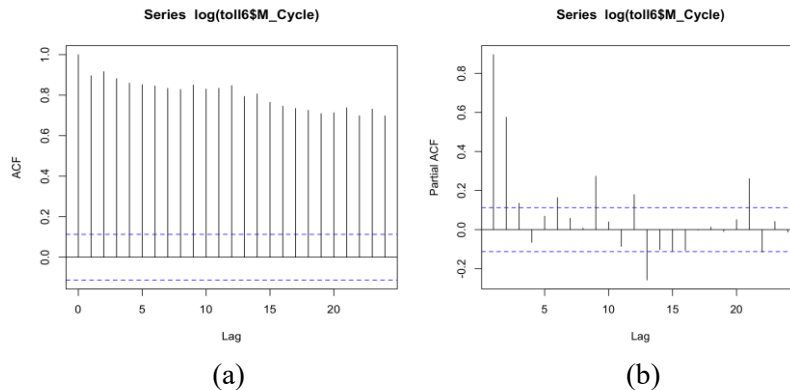 Series log(toll6$M_Cycle)
ACF
1.0
0.8
0.6
0.4
0.2
0.0
0 5 10 15 20
Lag
(a)
Series log(toll6$M_Cycle)
Partial ACF
0.8
0.6
0.4
0.2
0.0
-0.2
5 10 15 20
Lag
(b)